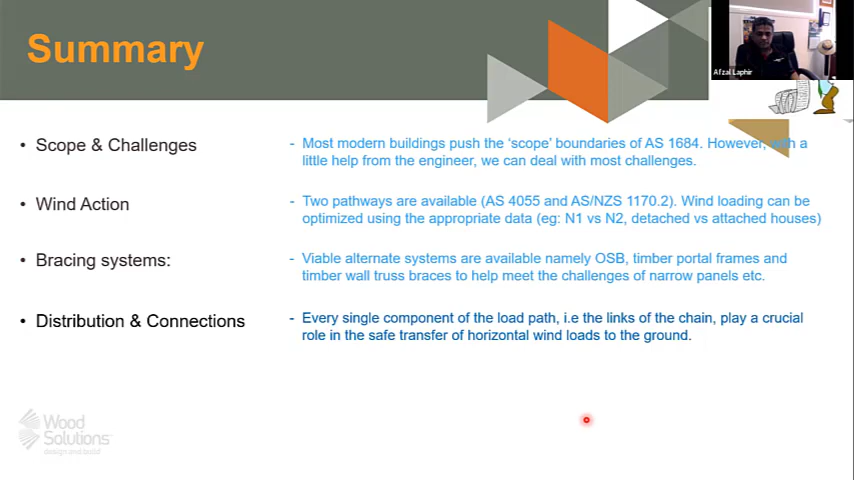 Summary
Afzal Laphir
• Scope & Challenges
- Most modern buildings push the ‘scope’ boundaries of AS 1684. However, with a
little help from the engineer, we can deal with most challenges.
• Wind Action
- Two pathways are available (AS 4055 and AS/NZS 1170.2). Wind loading can be
optimized using the appropriate data (eg: N1 vs N2, detached vs attached houses)
• Bracing systems:
- Viable alternate systems are available namely OSB, timber portal frames and
timber wall truss braces to help meet the challenges of narrow panels etc.
• Distribution & Connections
- Every single component of the load path, i.e the links of the chain, play a crucial
role in the safe transfer of horizontal wind loads to the ground.
Wood
Solutions
design and build